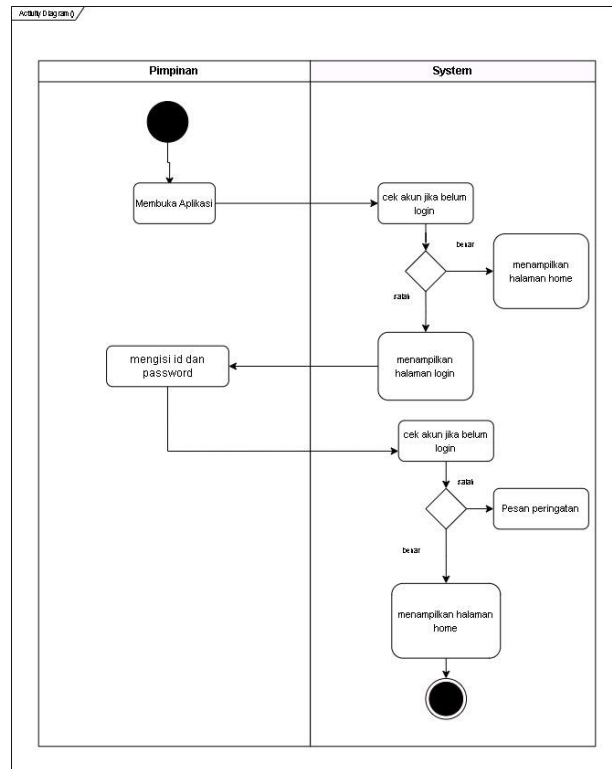 Activity Diagram()
Pimpinan
System
Membuka Aplikasi
cek akun jika belum
login
benar
menampilkan
halaman home
salah
menampilkan
halaman login
mengisi id dan
password
cek akun jika belum
login
salah
Pesan peringatan
benar
menampilkan halaman
home